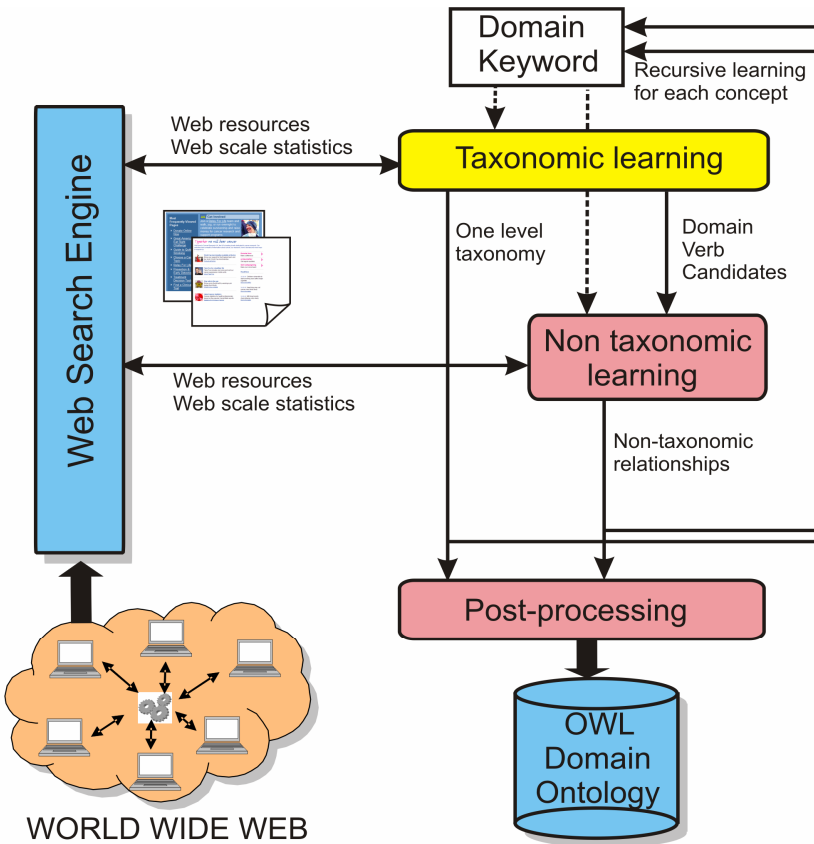 Domain
Keyword
Recursive learning
for each concept
Web resources
Web scale statistics
Taxonomic learning
Web Search Engine
One level
taxonomy
Domain
Verb
Candidates
Non taxonomic
learning
Web resources
Web scale statistics
Non-taxonomic
relationships
Post-processing
OWL
Domain
Ontology
WORLD WIDE WEB